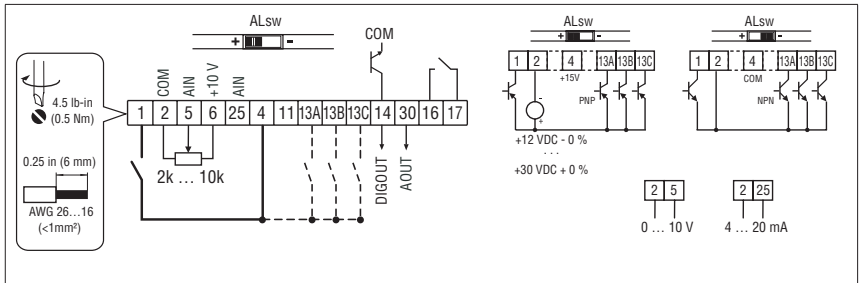 ALsw
+ -
COM
4.5 lb-in
(0.5 Nm)
0.25 in (6 mm)
AWG 26...16
(<1mm²)
COM
AIN
+10 V
AIN
1 2 5 6 25 4 11 13A 13B 13C 14 30 16 17
2k ... 10k
DIGOUT
AOUT
ALsw
+ -
1 2 4 13A 13B 13C
+15V
PNP
-
+
+12 VDC - 0 %
...
+30 VDC + 0 %
ALsw
+ -
1 2 4 13A 13B 13C
COM
NPN
2 5
0 ... 10 V
2 25
4 ... 20 mA